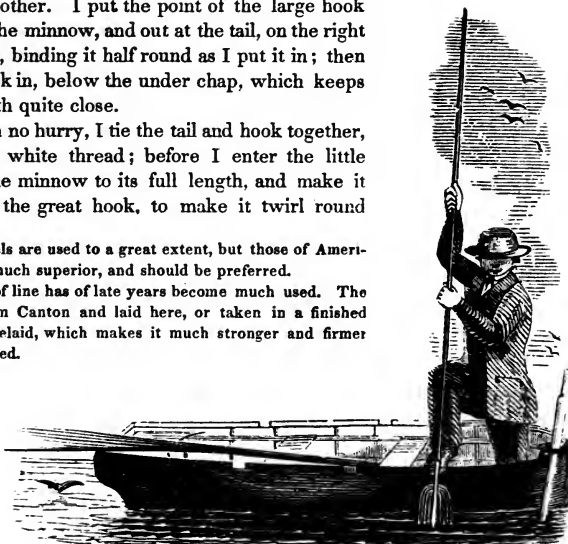 other. I put the point of the large hook
he minnow, and out at the tail, on the right
, binding it half round as I put it in; then
k in, below the under chap, which keeps
th quite close.
n no hurry, I tie the tail and hook together,
white thread; before I enter the little
e minnow to its full length, and make it
the great hook, to make it twirl round
ls are used to a great extent, but those of Ameri-
nuch superior, and should be preferred.
of line has of late years become much used. The
m Canton and laid here, or taken in a finished
elaid, which makes it much stronger and firmer
ed.